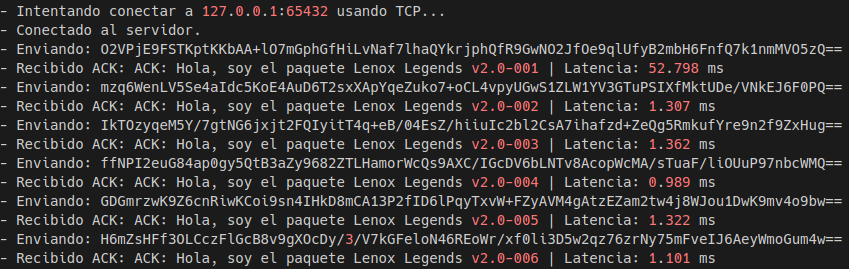 - Intentando conectar a 127.0.0.1:65432 usando TCP...
- Conectado al servidor.
- Enviando: O2VPjE9FSTKptKKbAA+lO7mGphGfHiLvNaf7lhaQYkrjphQfR9GwNO2JfOe9qlUfyB2mbH6FnfQ7k1nmMVO5zQ==
- Recibido ACK: ACK: Hola, soy el paquete Lenox Legends v2.0-001 | Latencia: 52.798 ms
- Enviando: mzq6WenLV5Se4aIdc5KoE4AuD6T2sxXApYqeZuko7+oCL4vpyUGwS1ZLW1YV3GTuPSIXfMktUDe/VNkEJ6F0PQ==
- Recibido ACK: ACK: Hola, soy el paquete Lenox Legends v2.0-002 | Latencia: 1.307 ms
- Enviando: IkTOzyqeM5Y/7gtNG6jxjt2FQIyitT4q+eB/04EsZ/hiiuIc2bl2CsA7ihafzd+ZeQg5RmkufYre9n2f9ZxHug==
- Recibido ACK: ACK: Hola, soy el paquete Lenox Legends v2.0-003 | Latencia: 1.362 ms
- Enviando: ffNPI2euG84ap0gy5QtB3aZy9682ZTLHamorWcQs9AXC/IGcDV6bLNTv8AcopWcMA/sTuaF/liOUuP97nbcWMQ==
- Recibido ACK: ACK: Hola, soy el paquete Lenox Legends v2.0-004 | Latencia: 0.989 ms
- Enviando: GDGmrzwK9Z6cnRiwKCoi9sn4IHkD8mCA13P2fID6lPqyTxvW+FZyAVM4gAtzEZam2tw4j8WJou1DwK9mv4o9bw==
- Recibido ACK: ACK: Hola, soy el paquete Lenox Legends v2.0-005 | Latencia: 1.322 ms
- Enviando: H6mZsHFf3OLCczFlGcB8v9gXOcDy/3/V7kGFeloN46REoWr/xf0li3D5w2qz76zrNy75mFveIJ6AeyWmoGum4w==
- Recibido ACK: ACK: Hola, soy el paquete Lenox Legends v2.0-006 | Latencia: 1.101 ms